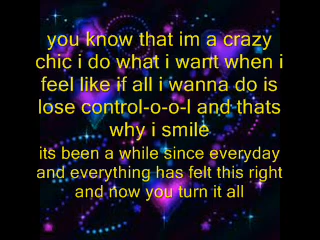 you know that im a crazy
chic i do what i want when i
feel like if all i wanna do is
lose control-o-o-l and thats
why i smile
its been a while since everyday
and everything has felt this right
and now you turn it all